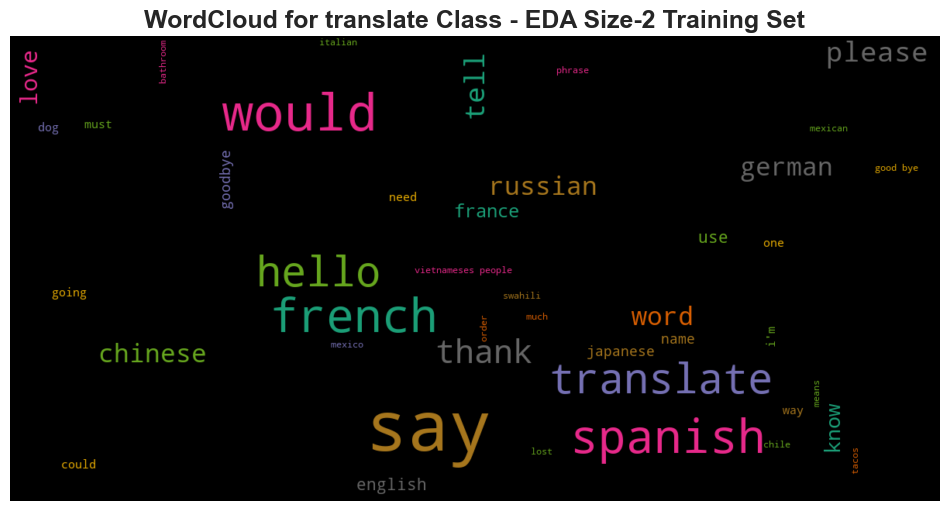 WordCloud for translate Class - EDA Size-2 Training Set
love
bathroom
italian
tell
phrase
please
dog
must
would
mexican
goodbye
need
russian
france
german
good bye
use
one
hello
vietnameses people
going
french
swahili
much
order
word
name
i'm
chinese
mexico
thank
japanese
translate
means
way
know
say
spanish
chile
lost
tacos
could
english